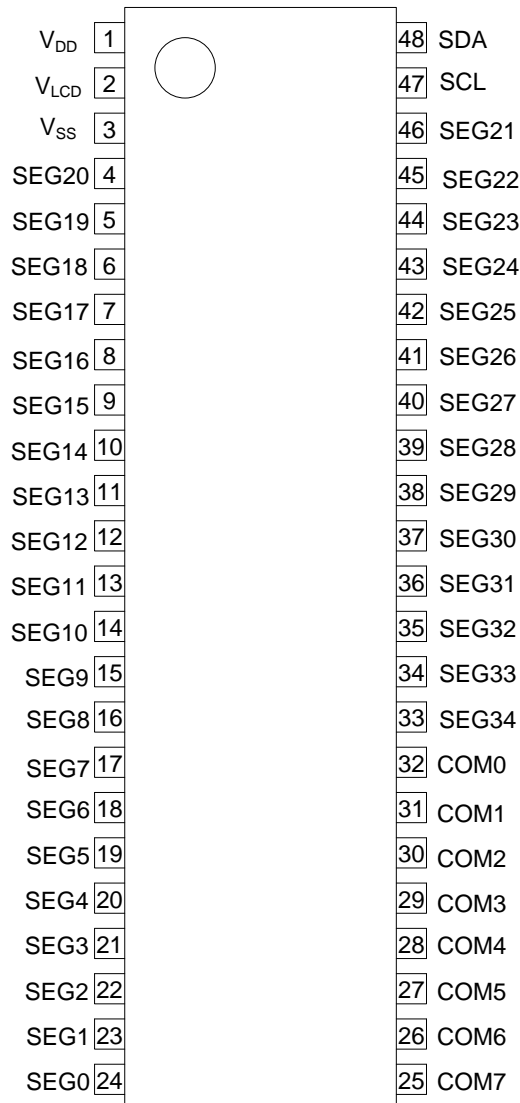 V_DD 1 48 SDA
V_LCD 2 47 SCL
V_SS 3 46 SEG21
SEG20 4 45 SEG22
SEG19 5 44 SEG23
SEG18 6 43 SEG24
SEG17 7 42 SEG25
SEG16 8 41 SEG26
SEG15 9 40 SEG27
SEG14 10 39 SEG28
SEG13 11 38 SEG29
SEG12 12 37 SEG30
SEG11 13 36 SEG31
SEG10 14 35 SEG32
SEG9 15 34 SEG33
SEG8 16 33 SEG34
SEG7 17 32 COM0
SEG6 18 31 COM1
SEG5 19 30 COM2
SEG4 20 29 COM3
SEG3 21 28 COM4
SEG2 22 27 COM5
SEG1 23 26 COM6
SEG0 24 25 COM7